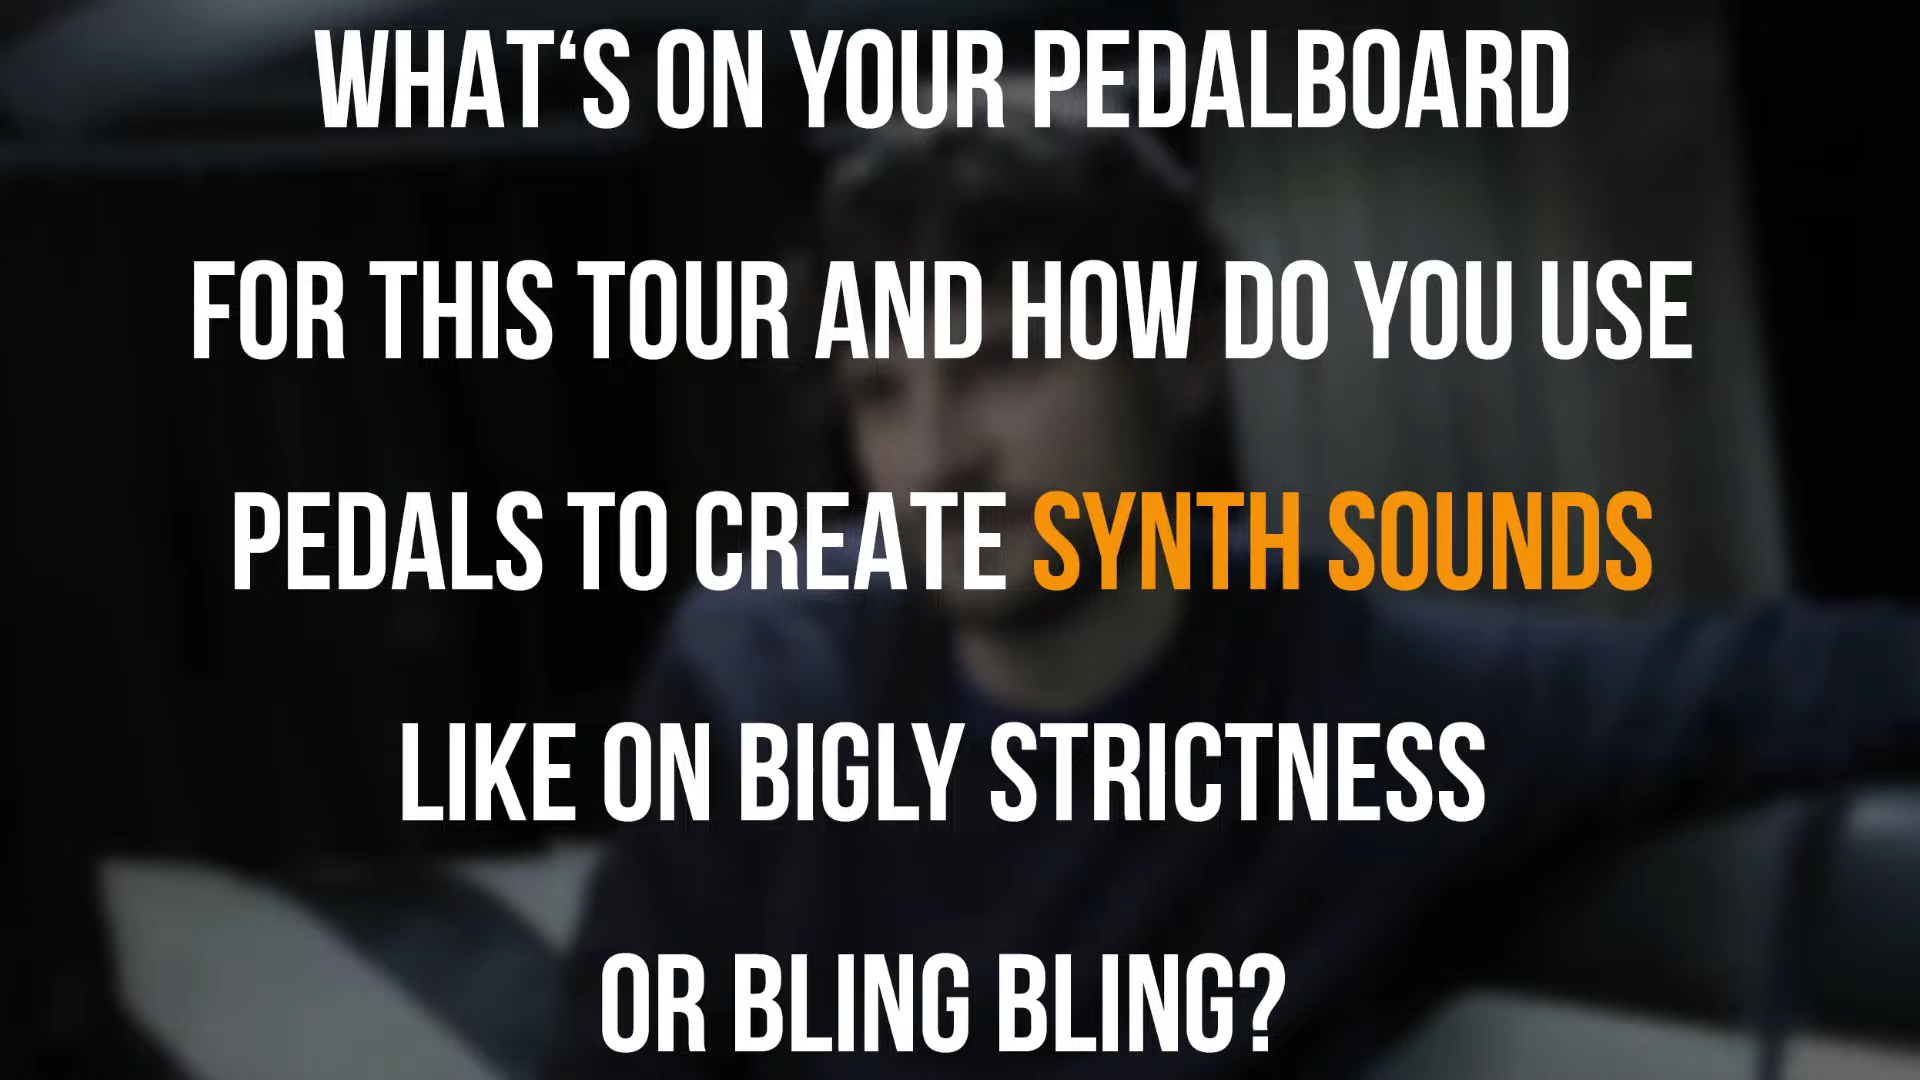 WHAT‘S ON YOUR PEDALBOARD
FOR THIS TOUR AND HOW DO YOU USE
PEDALS TO CREATE SYNTH SOUNDS
LIKE ON BIGLY STRICTNESS
OR BLING BLING?